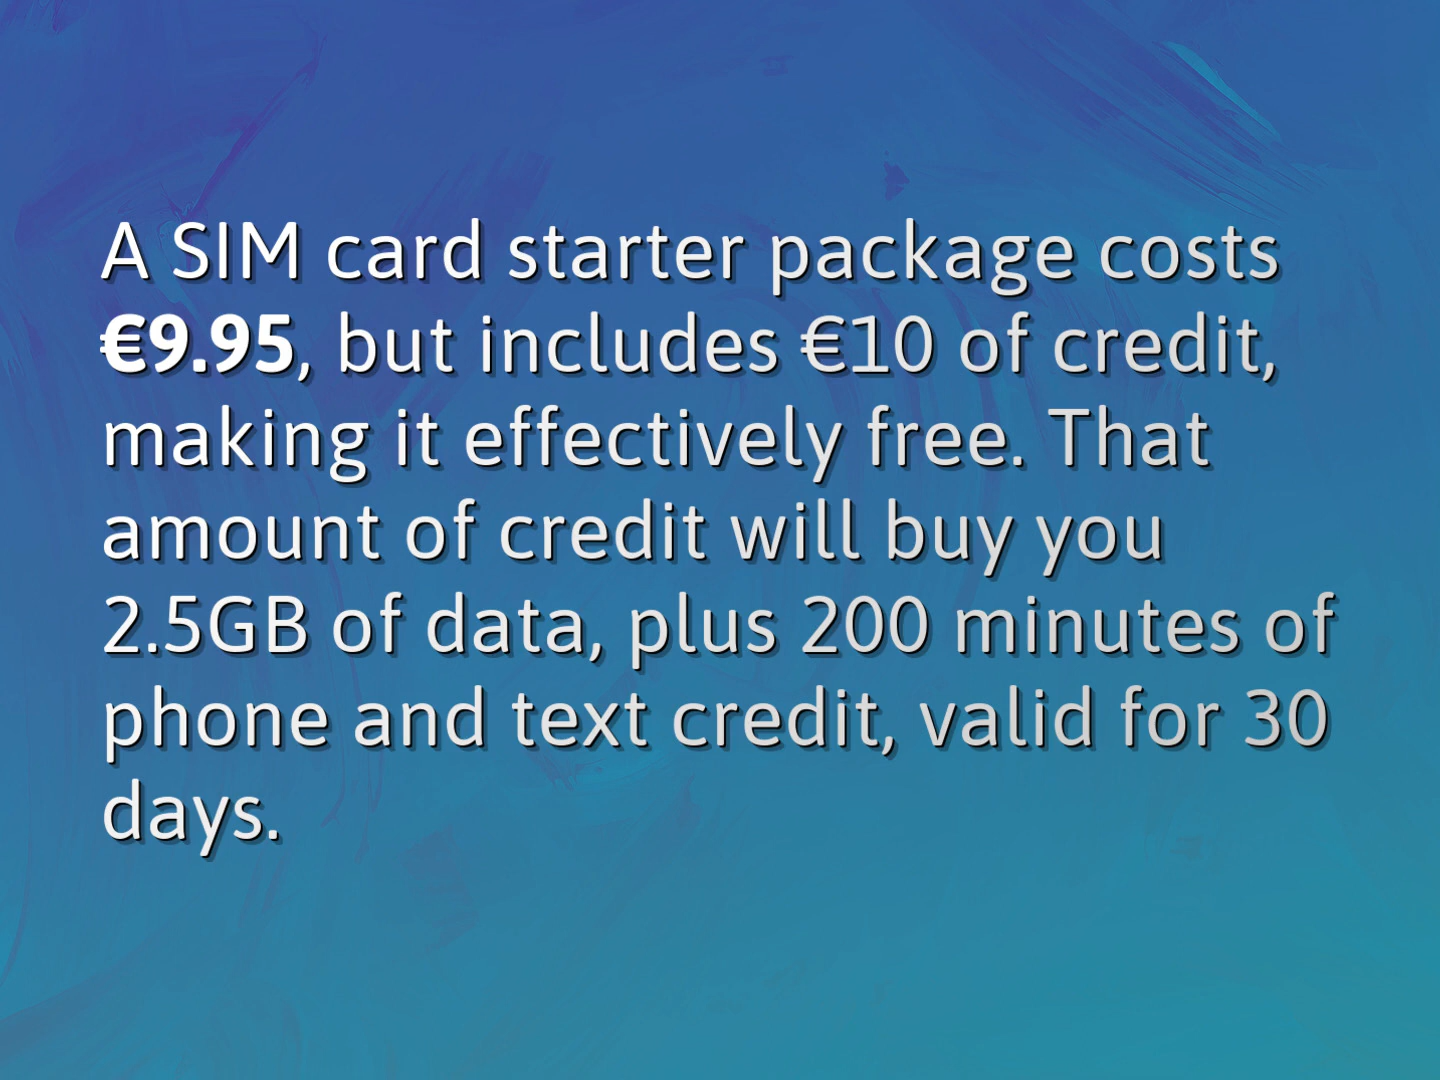 A SIM card starter package costs
€9.95, but includes €10 of credit,
making it effectively free. That
amount of credit will buy you
2.5GB of data, plus 200 minutes of
phone and text credit, valid for 30
days.